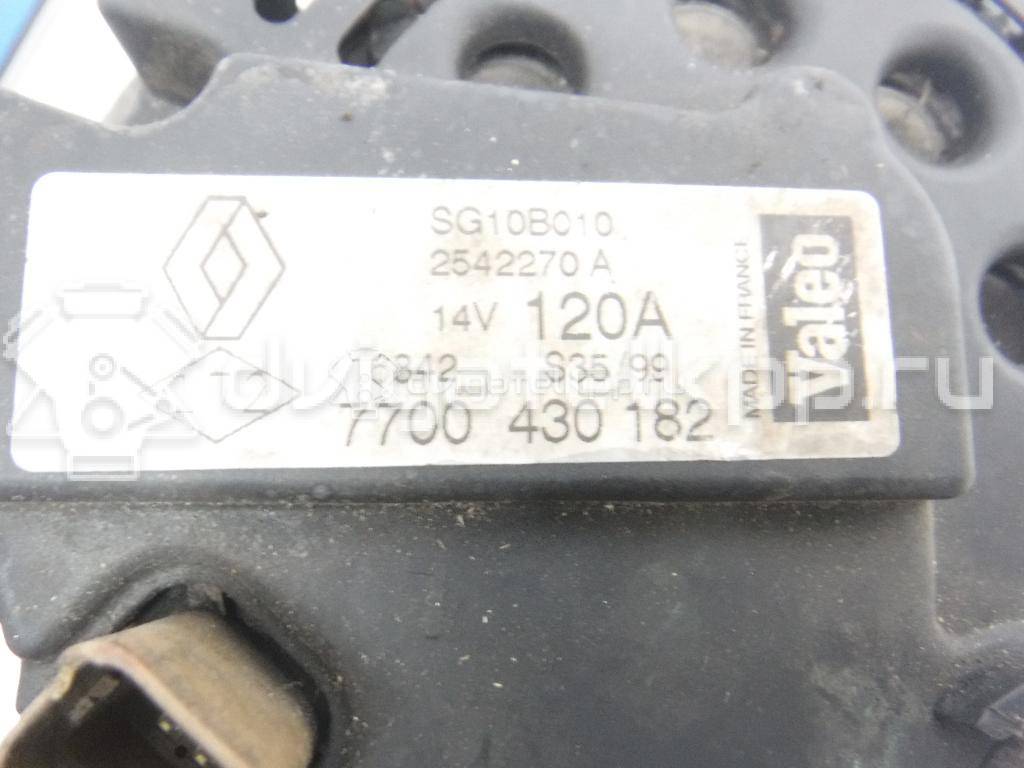 SG10B010
2542270 A
14V 120A
S35 99
7700 430 182
MADE IN FRANCE
Valeo